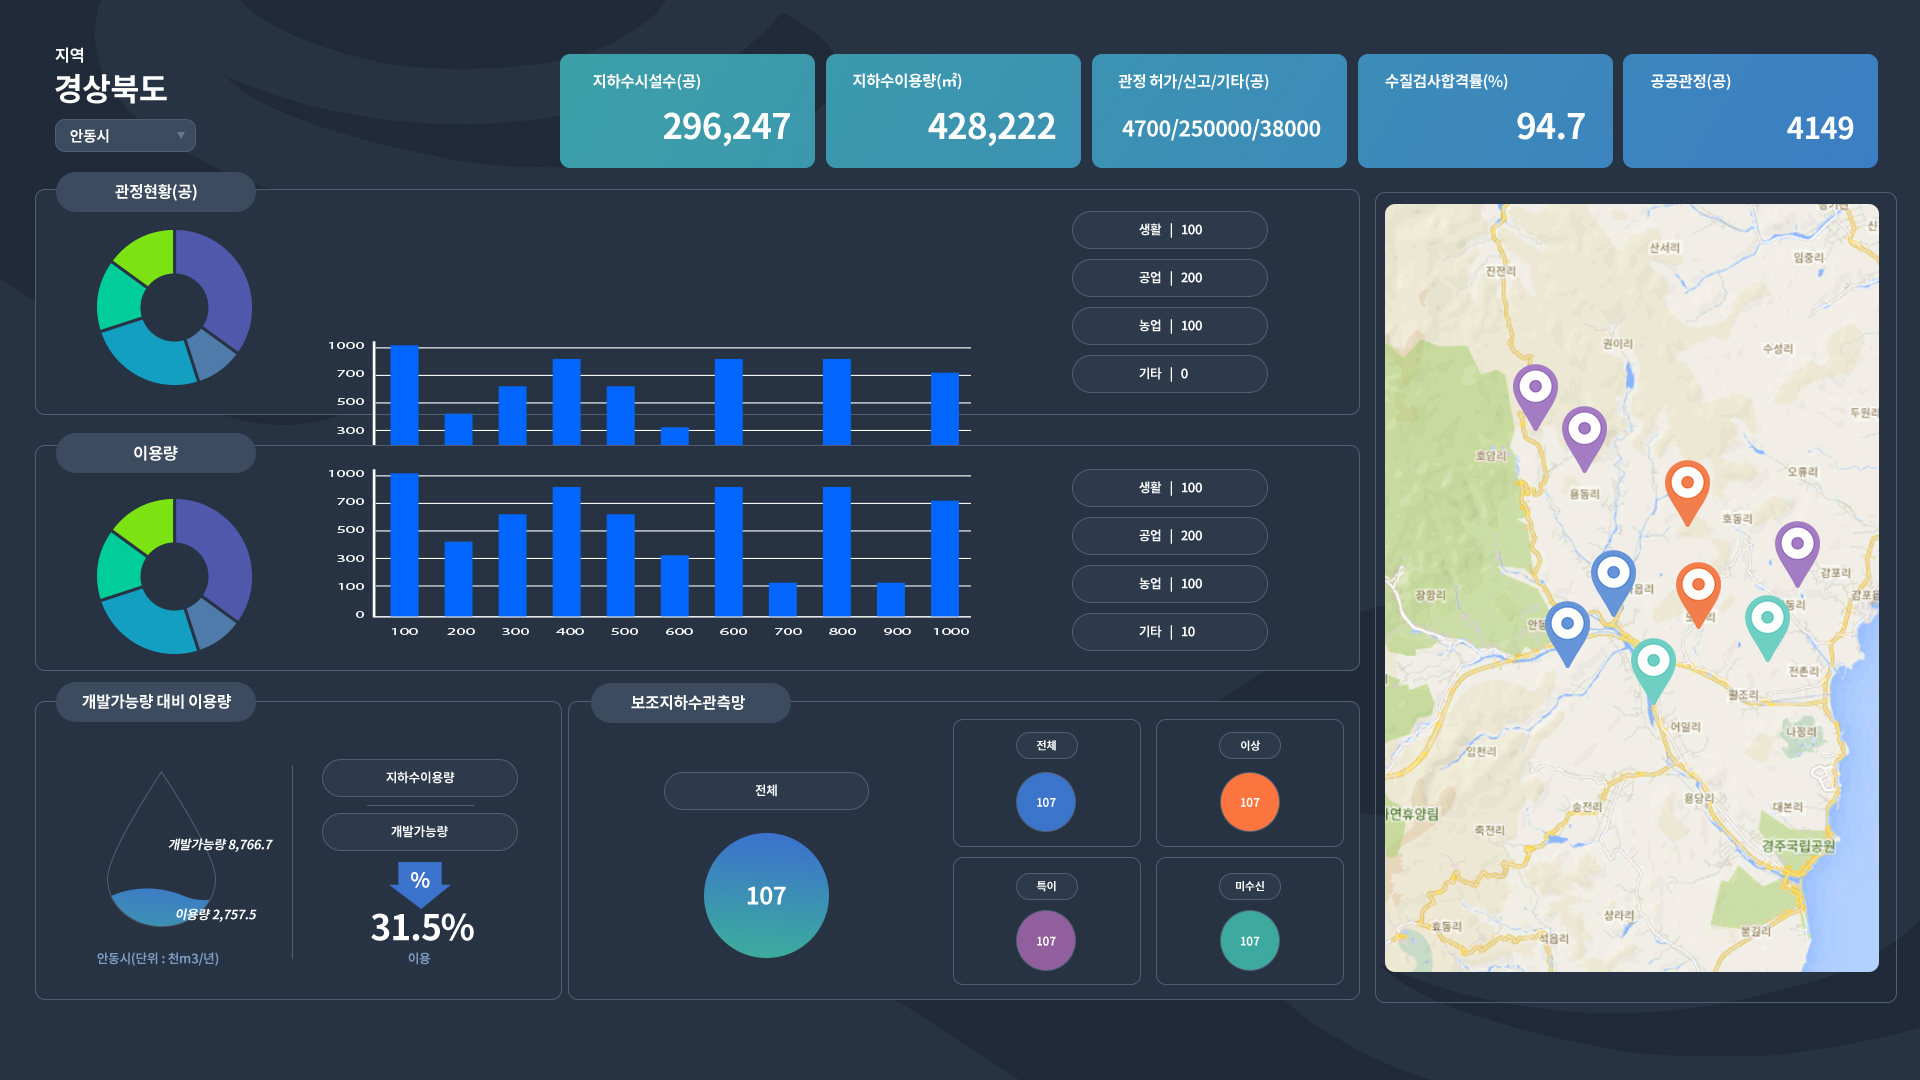 지역
경상북도
안동시
지하수시설수(공)
296,247
지하수이용량(㎥)
428,222
관정 허가/신고/기타(공)
4700/250000/38000
수질검사합격률(%)
94.7
공공관정(공)
4149
관정현황(공)
1000
700
500
300
생활 | 100
공업 | 200
농업 | 100
기타 | 0
이용량
1000
700
500
300
100
0
100 200 300 400 500 600 600 700 800 900 1000
생활 | 100
공업 | 200
농업 | 100
기타 | 10
개발가능량 대비 이용량
개발가능량 8,766.7
이용량 2,757.5
안동시(단위 : 천m3/년)
지하수이용량
개발가능량
%
31.5%
이용
보조지하수관측망
전체
107
전체
107
이상
107
특이
107
미수신
107
산서리
임중리
진전리
권이리
수성리
두원리
호암리
오류리
용동리
호동리
감포리
장항리
감포읍
전촌리
팔조리
어일리
나정리
입천리
송전리
용당리
대본리
죽전리
경주국립공원
상라리
효동리
석읍리
봉길리